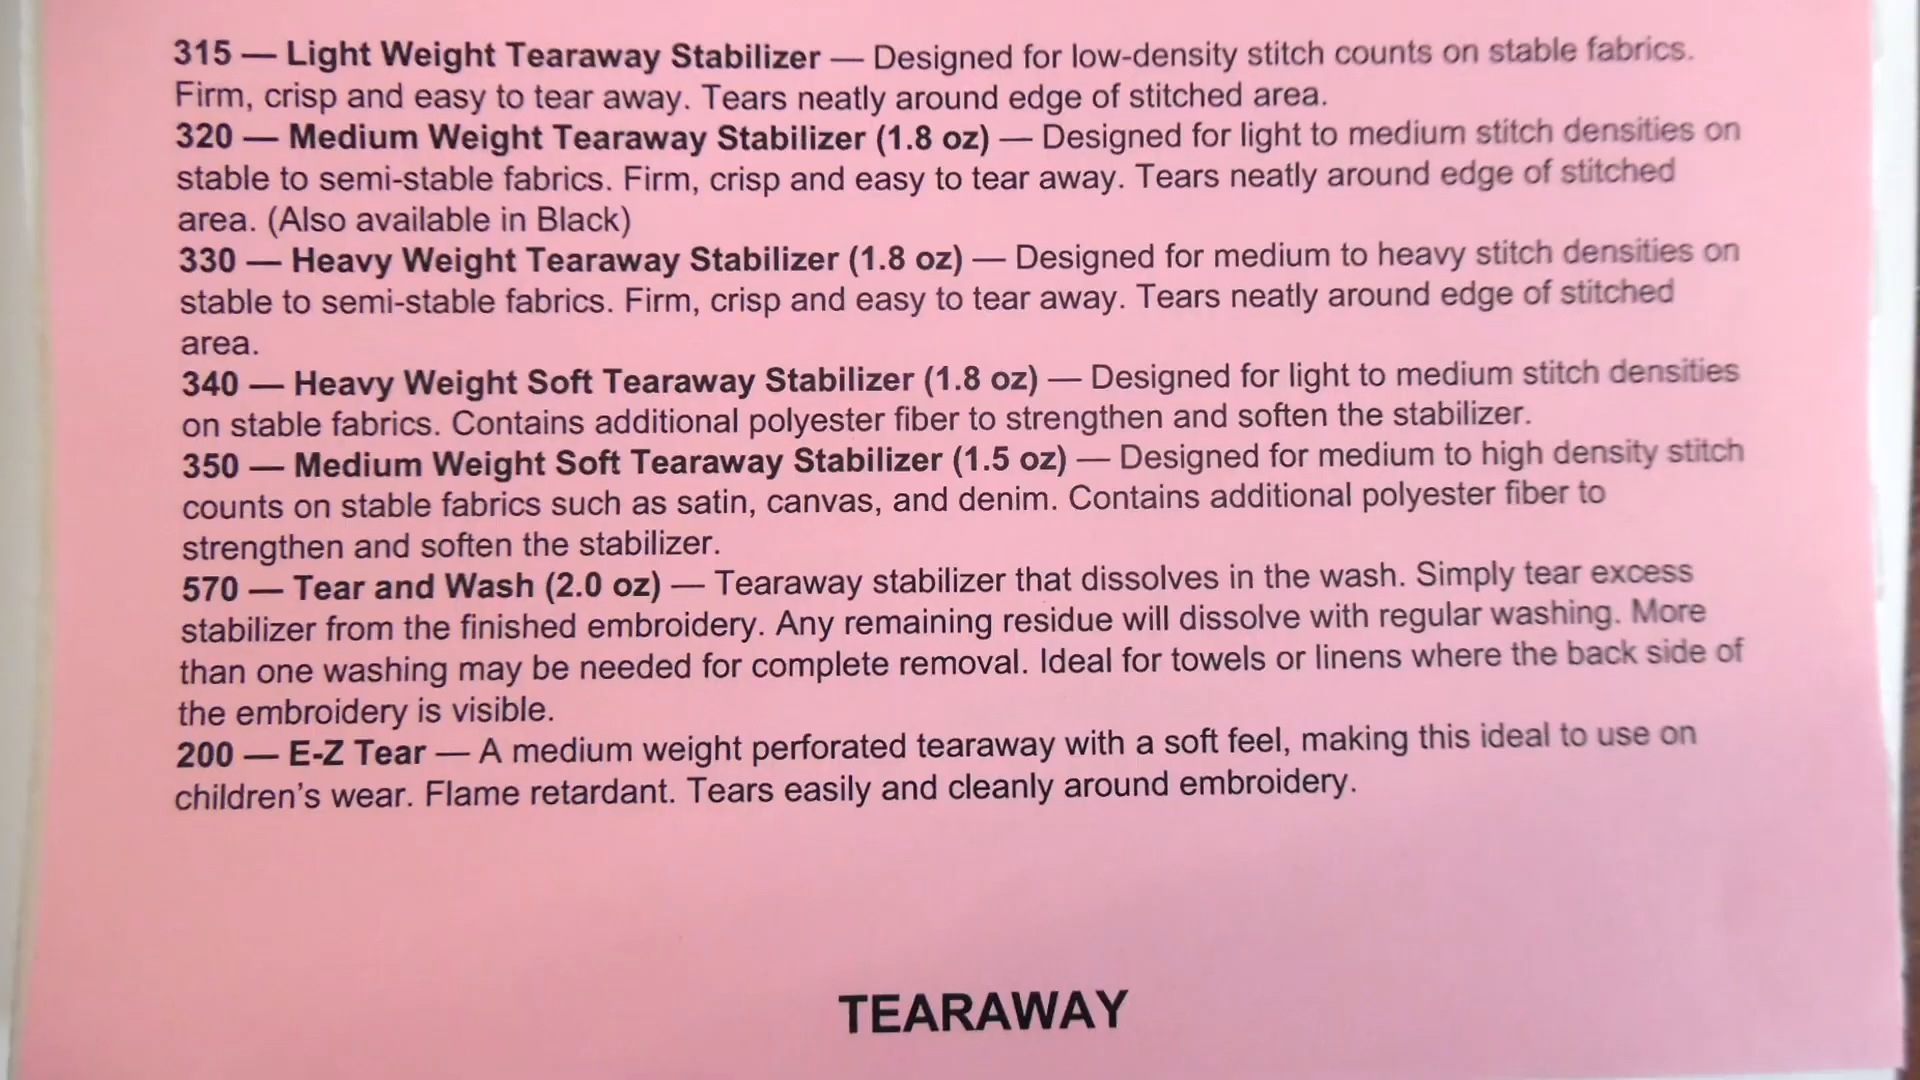 315 — Light Weight Tearaway Stabilizer — Designed for low-density stitch counts on stable fabrics.
Firm, crisp and easy to tear away. Tears neatly around edge of stitched area.
320 — Medium Weight Tearaway Stabilizer (1.8 oz) — Designed for light to medium stitch densities on
stable to semi-stable fabrics. Firm, crisp and easy to tear away. Tears neatly around edge of stitched
area. (Also available in Black)
330 — Heavy Weight Tearaway Stabilizer (1.8 oz) — Designed for medium to heavy stitch densities on
stable to semi-stable fabrics. Firm, crisp and easy to tear away. Tears neatly around edge of stitched
area.
340 — Heavy Weight Soft Tearaway Stabilizer (1.8 oz) — Designed for light to medium stitch densities
on stable fabrics. Contains additional polyester fiber to strengthen and soften the stabilizer.
350 — Medium Weight Soft Tearaway Stabilizer (1.5 oz) — Designed for medium to high density stitch
counts on stable fabrics such as satin, canvas, and denim. Contains additional polyester fiber to
strengthen and soften the stabilizer.
570 — Tear and Wash (2.0 oz) — Tearaway stabilizer that dissolves in the wash. Simply tear excess
stabilizer from the finished embroidery. Any remaining residue will dissolve with regular washing. More
than one washing may be needed for complete removal. Ideal for towels or linens where the back side of
the embroidery is visible.
200 — E-Z Tear — A medium weight perforated tearaway with a soft feel, making this ideal to use on
children’s wear. Flame retardant. Tears easily and cleanly around embroidery.
TEARAWAY